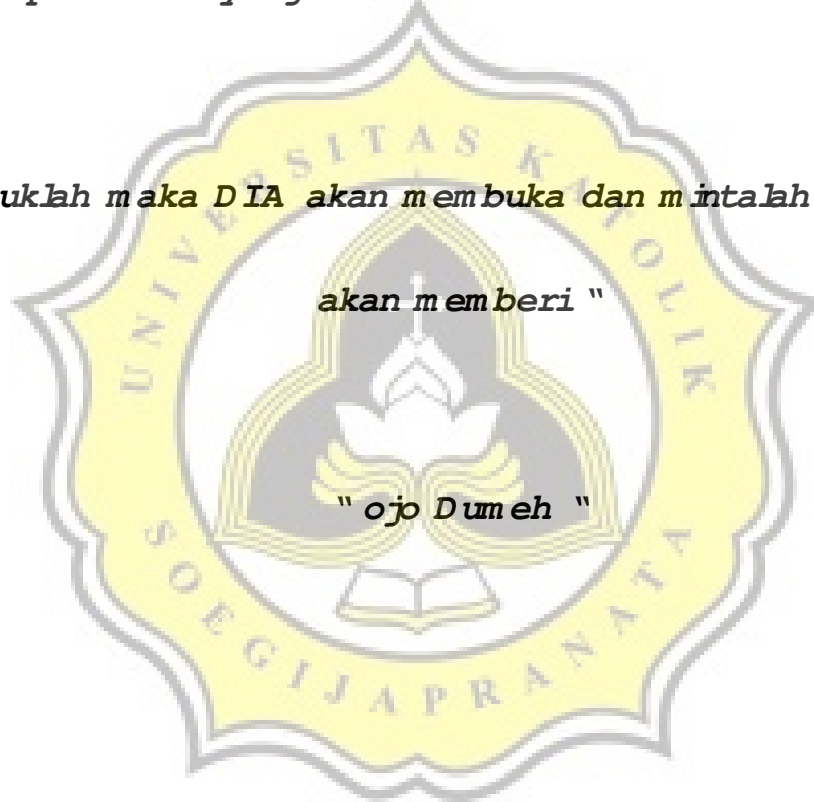 uklah maka DIA akan membuka dan mintalah
akan memberi "
" ojo Dumeh "
UNIVERSITAS KATOLIK
SOEGIJAPRANATA